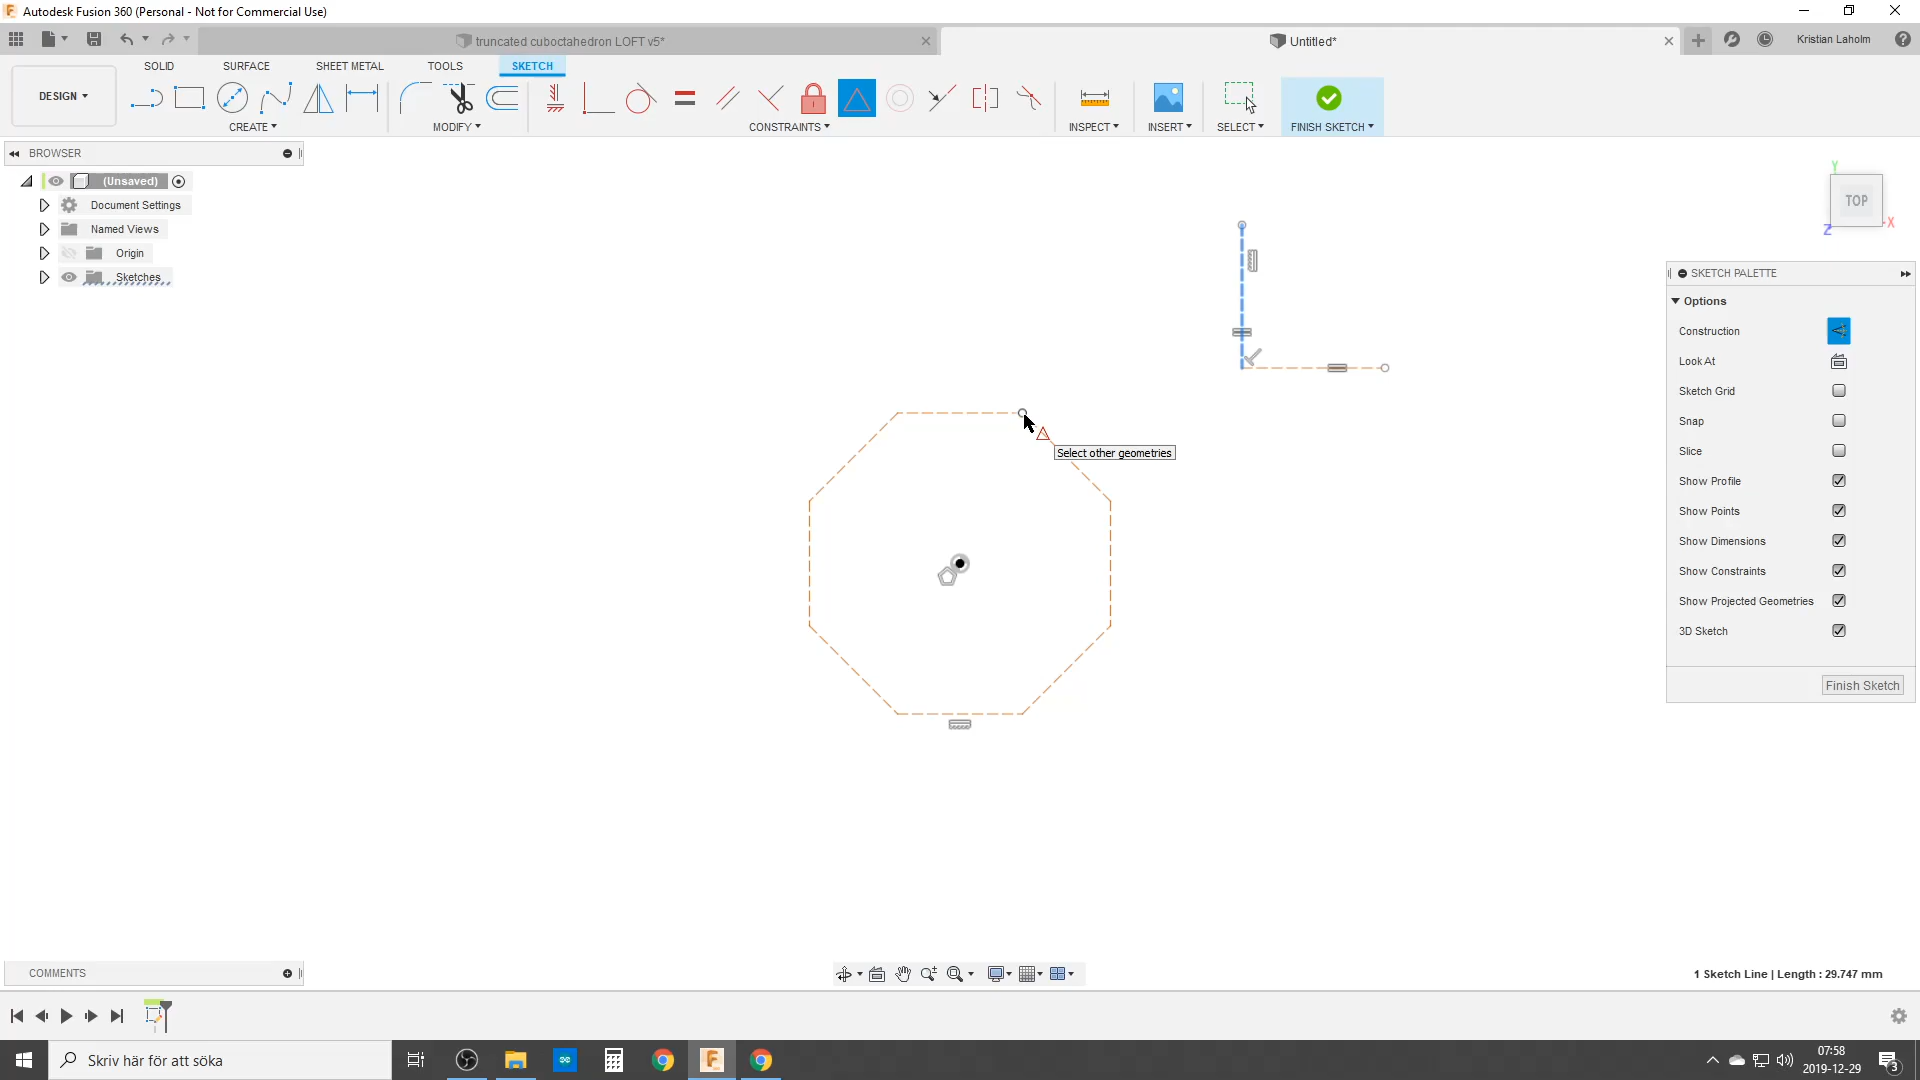 Autodesk Fusion 360 (Personal - Not for Commercial Use)
truncated cuboctahedron LOFT v5*
Untitled*
Kristian Laholm
SOLID
SURFACE
SHEET METAL
TOOLS
SKETCH
DESIGN
CREATE
MODIFY
CONSTRAINTS
INSPECT
INSERT
SELECT
FINISH SKETCH
BROWSER
(Unsaved)
Document Settings
Named Views
Origin
Sketches
Y
TOP
X
Z
SKETCH PALETTE
Options
Construction
Look At
Sketch Grid
Snap
Slice
Show Profile
Show Points
Show Dimensions
Show Constraints
Show Projected Geometries
3D Sketch
Finish Sketch
Select other geometries
COMMENTS
1 Sketch Line | Length : 29.747 mm
Skriv här för att söka
07:58
2019-12-29
3